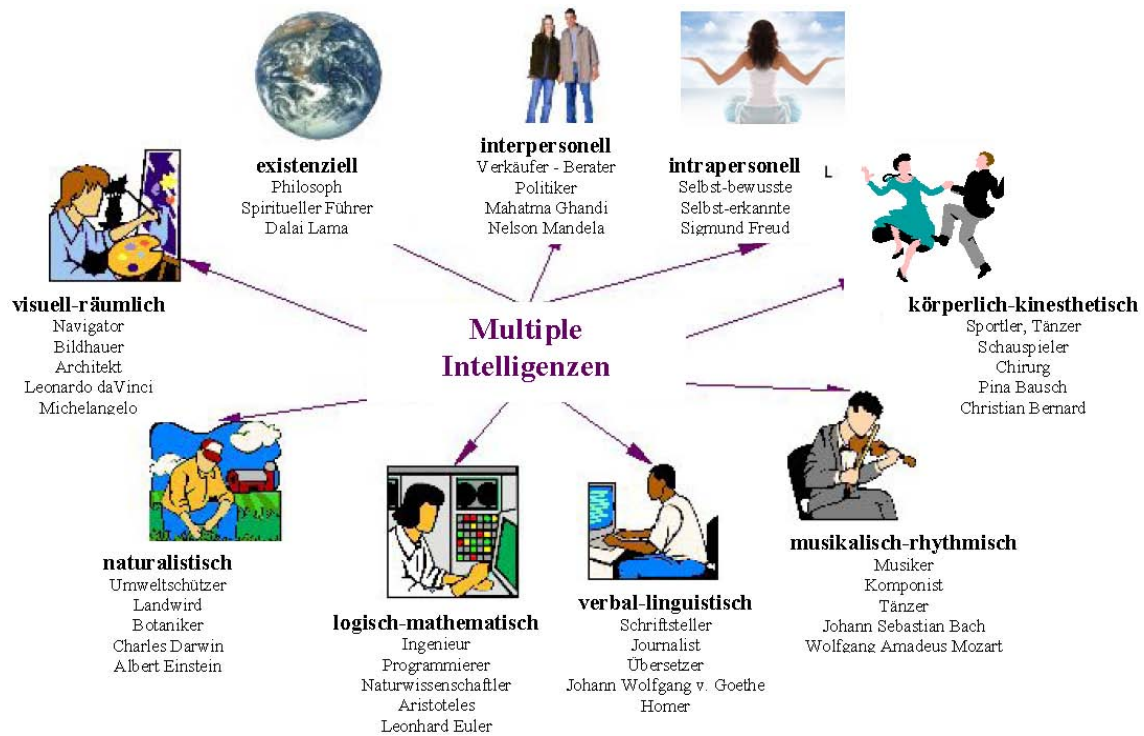 existenziell
Philosoph
Spiritueller Führer
Dalai Lama
interpersonell
Verkäufer - Berater
Politiker
Mahatma Ghandi
Nelson Mandela
intrapersonell
Selbst-bewusste
Selbst-erkannte
Sigmund Freud
L
visuell-räumlich
Navigator
Bildhauer
Architekt
Leonardo daVinci
Michelangelo
Multiple
Intelligenzen
körperlich-kinesthetisch
Sportler, Tänzer
Schauspieler
Chirurg
Pina Bausch
Christian Bernard
naturalistisch
Umweltschützer
Landwird
Botaniker
Charles Darwin
Albert Einstein
logisch-mathematisch
Ingenieur
Programmierer
Naturwissenschaftler
Aristoteles
Leonhard Euler
verbal-linguistisch
Schriftsteller
Journalist
Übersetzer
Johann Wolfgang v. Goethe
Homer
musikalisch-rhythmisch
Musiker
Komponist
Tänzer
Johann Sebastian Bach
Wolfgang Amadeus Mozart